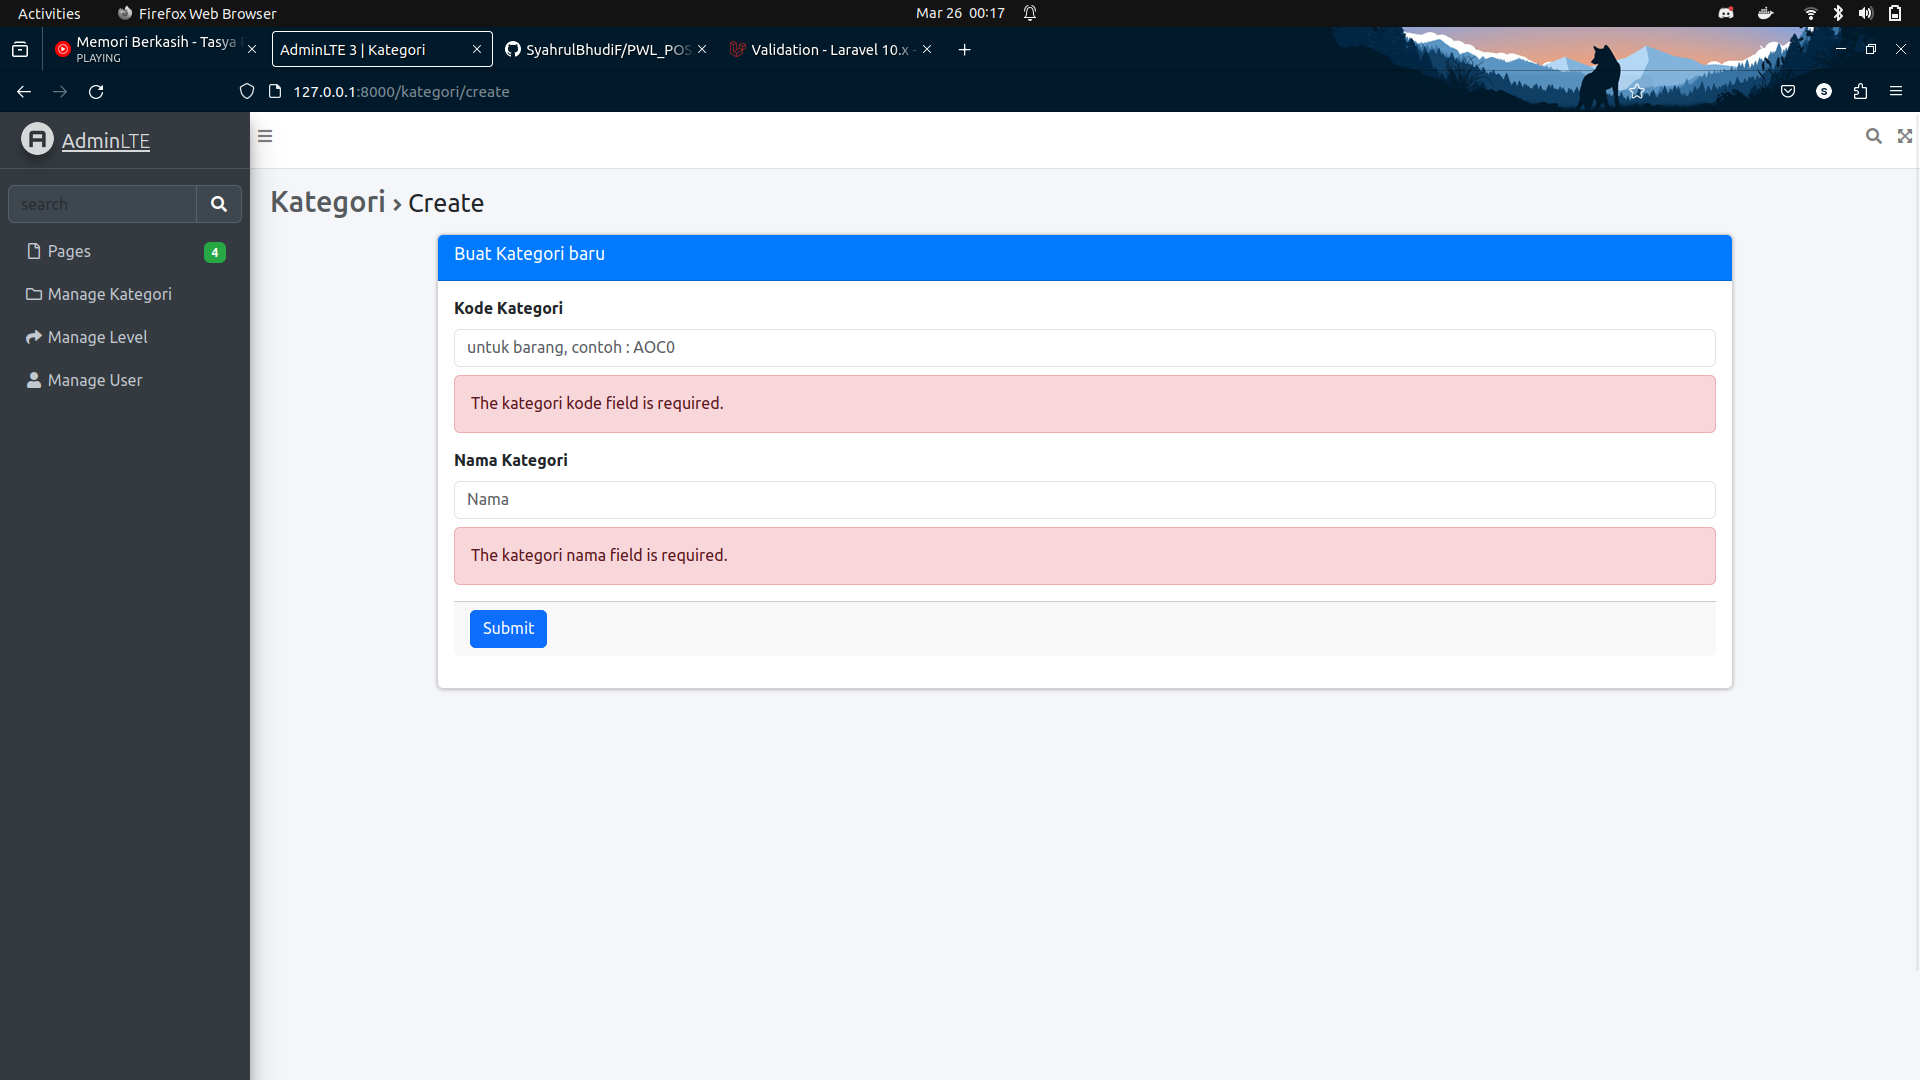 Activities
Firefox Web Browser
Mar 26 00:17
Memori Berkasih - Tasya
PLAYING
AdminLTE 3 | Kategori
SyahrulBhudiF/PWL_POS
Validation - Laravel 10.x -
127.0.0.1:8000/kategori/create
S
AdminLTE
search
Pages
4
Manage Kategori
Manage Level
Manage User
Kategori › Create
Buat Kategori baru
Kode Kategori
untuk barang, contoh : AOC0
The kategori kode field is required.
Nama Kategori
Nama
The kategori nama field is required.
Submit